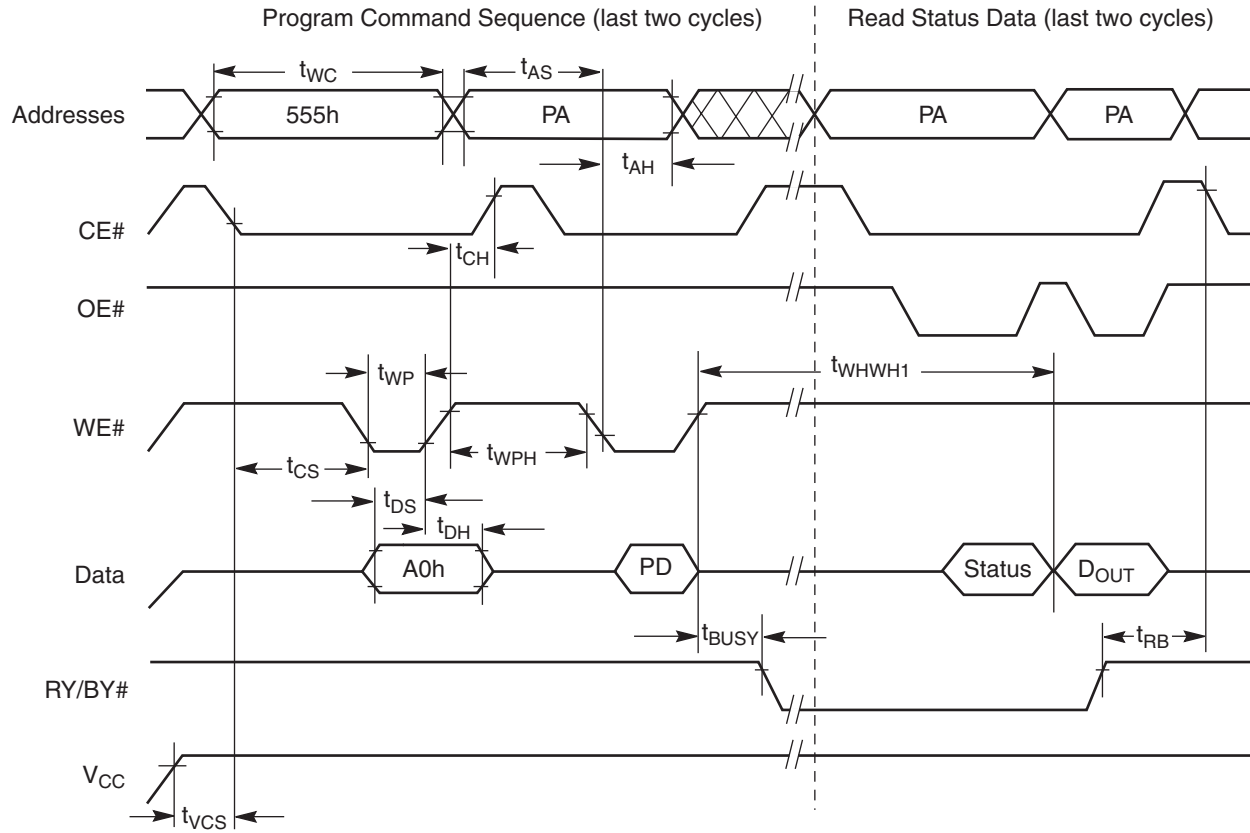 Program Command Sequence (last two cycles) Read Status Data (last two cycles)
tWC tAS
Addresses 555h PA PA PA
tAH
CE#
tCH
OE#
tWHWH1
tWP
WE#
tWPH
tCS
tDS
tDH
Data A0h PD Status DOUT
tBUSY tRB
RY/BY#
VCC
tVCS